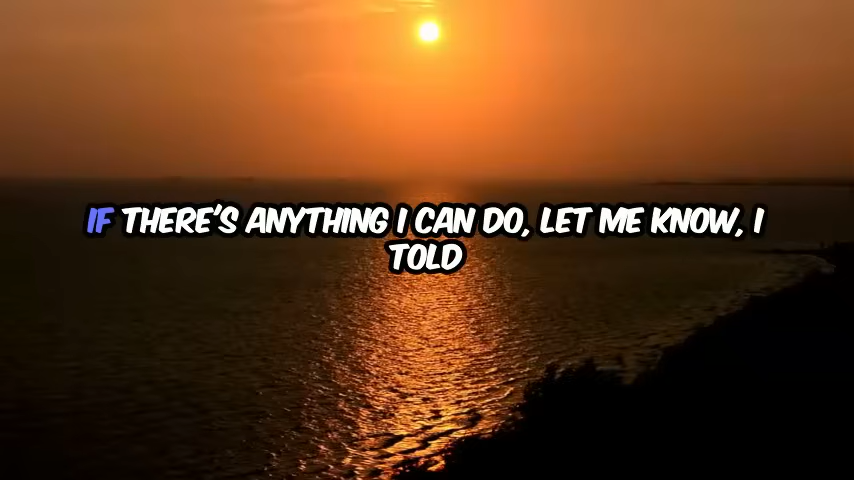 IF THERE'S ANYTHING I CAN DO, LET ME KNOW, I
TOLD